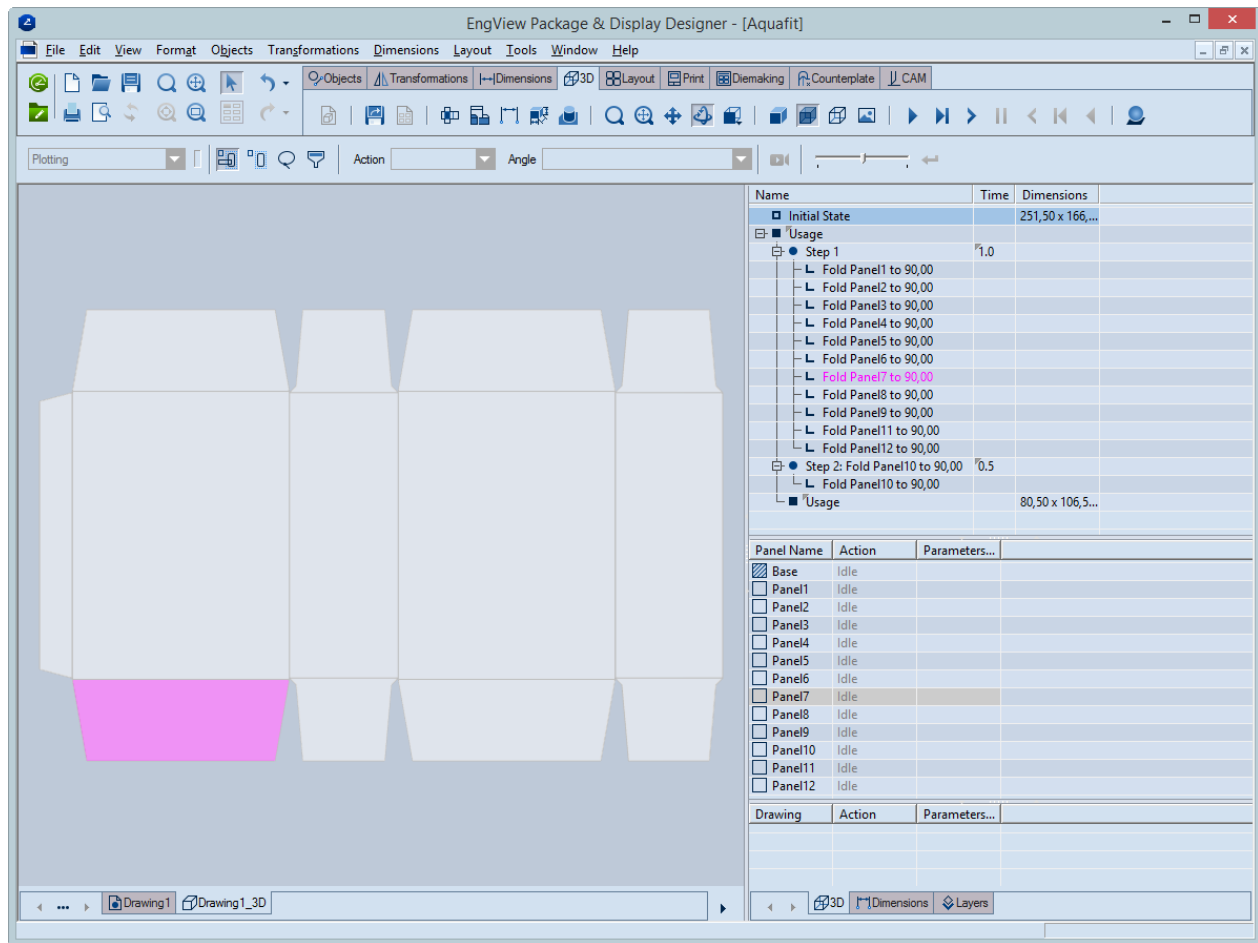 EngView Package & Display Designer - [Aquafit]
File Edit View Format Objects Transformations Dimensions Layout Tools Window Help
Objects Transformations Dimensions 3D Layout Print Diemaking Counterplate CAM
Plotting Action Angle
Name Time Dimensions
Initial State 251,50 x 166,...
Usage
Step 1 1.0
Fold Panel1 to 90,00
Fold Panel2 to 90,00
Fold Panel3 to 90,00
Fold Panel4 to 90,00
Fold Panel5 to 90,00
Fold Panel6 to 90,00
Fold Panel7 to 90,00
Fold Panel8 to 90,00
Fold Panel9 to 90,00
Fold Panel11 to 90,00
Fold Panel12 to 90,00
Step 2: Fold Panel10 to 90,00 0.5
Fold Panel10 to 90,00
Usage 80,50 x 106,5...
Panel Name Action Parameters...
Base Idle
Panel1 Idle
Panel2 Idle
Panel3 Idle
Panel4 Idle
Panel5 Idle
Panel6 Idle
Panel7 Idle
Panel8 Idle
Panel9 Idle
Panel10 Idle
Panel11 Idle
Panel12 Idle
Drawing Action Parameters...
Drawing1 Drawing1_3D
3D Dimensions Layers